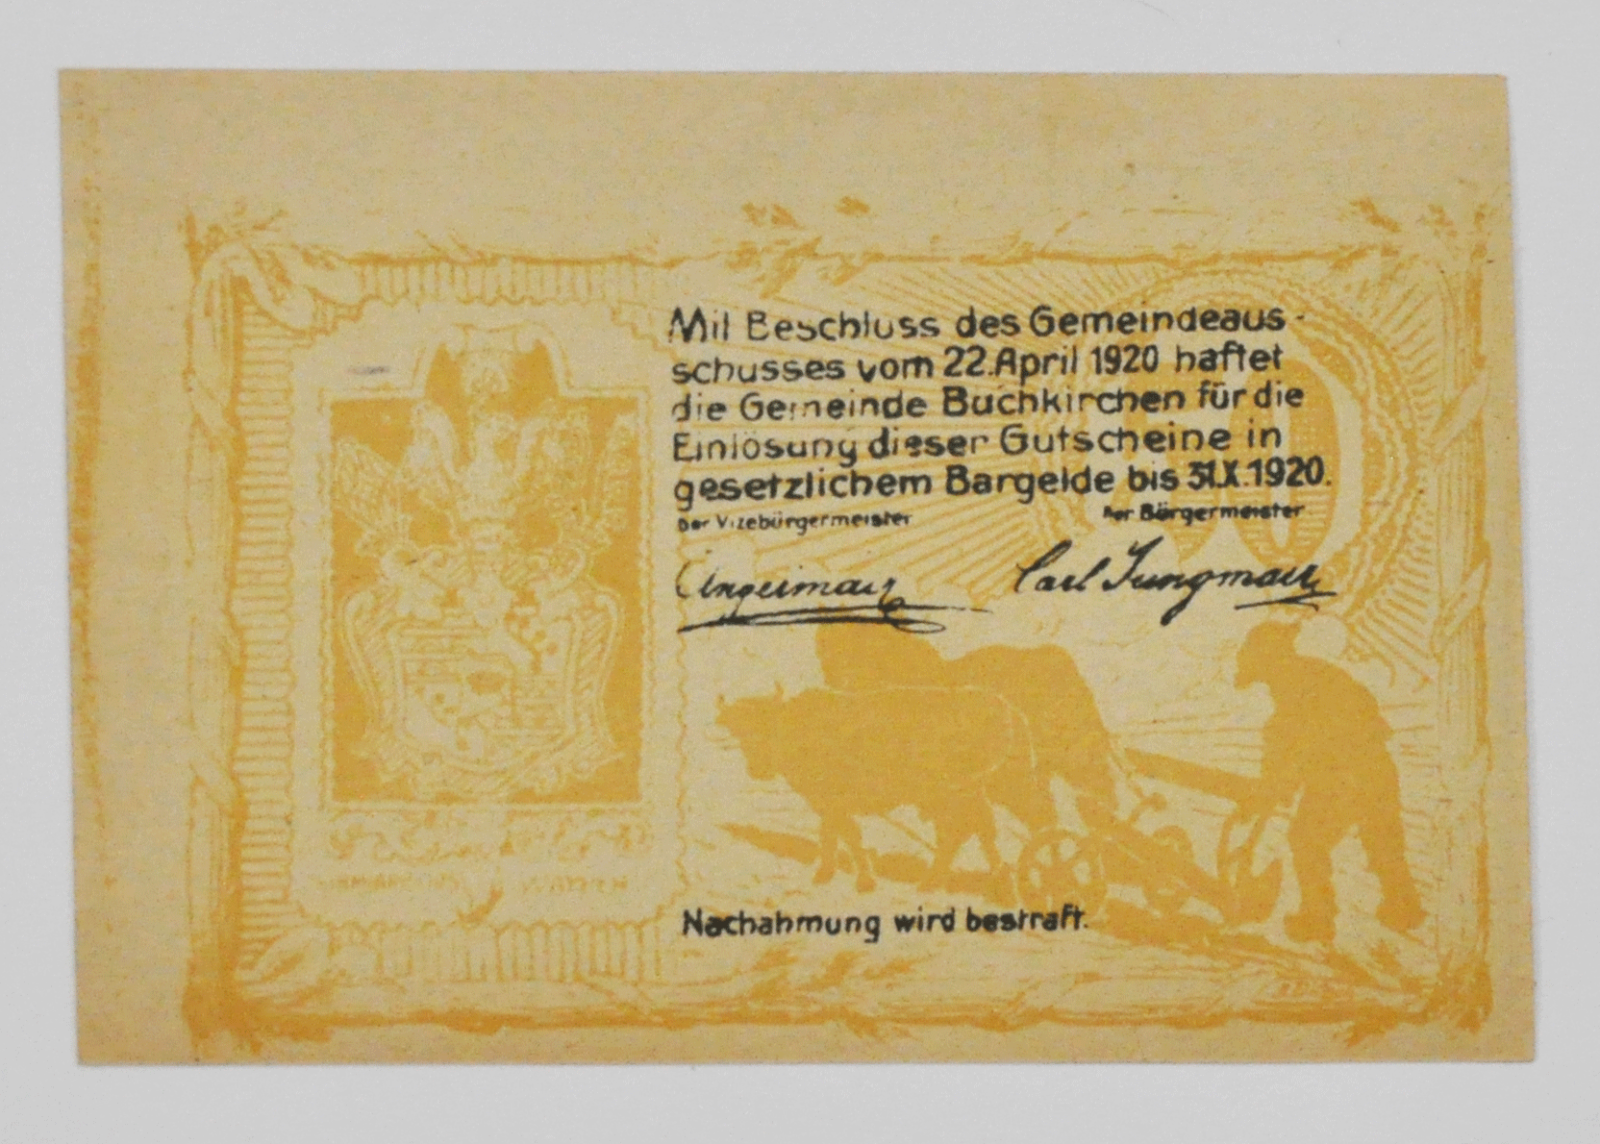 Mit Beschluss des Gemeindeaus-
schusses vom 22. April 1920 haftet
die Gemeinde Buchkirchen für die
Einlösung dieser Gutscheine in
gesetzlichem Bargelde bis 31.X.1920.
Der Vizebürgermeister Der Bürgermeister
Angermair Carl Jungmair
Nachahmung wird bestraft.